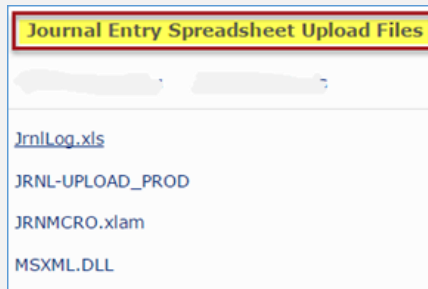 Journal Entry Spreadsheet Upload Files
JrnlLog.xls
JRNL-UPLOAD_PROD
JRNMCRO.xlam
MSXML.DLL